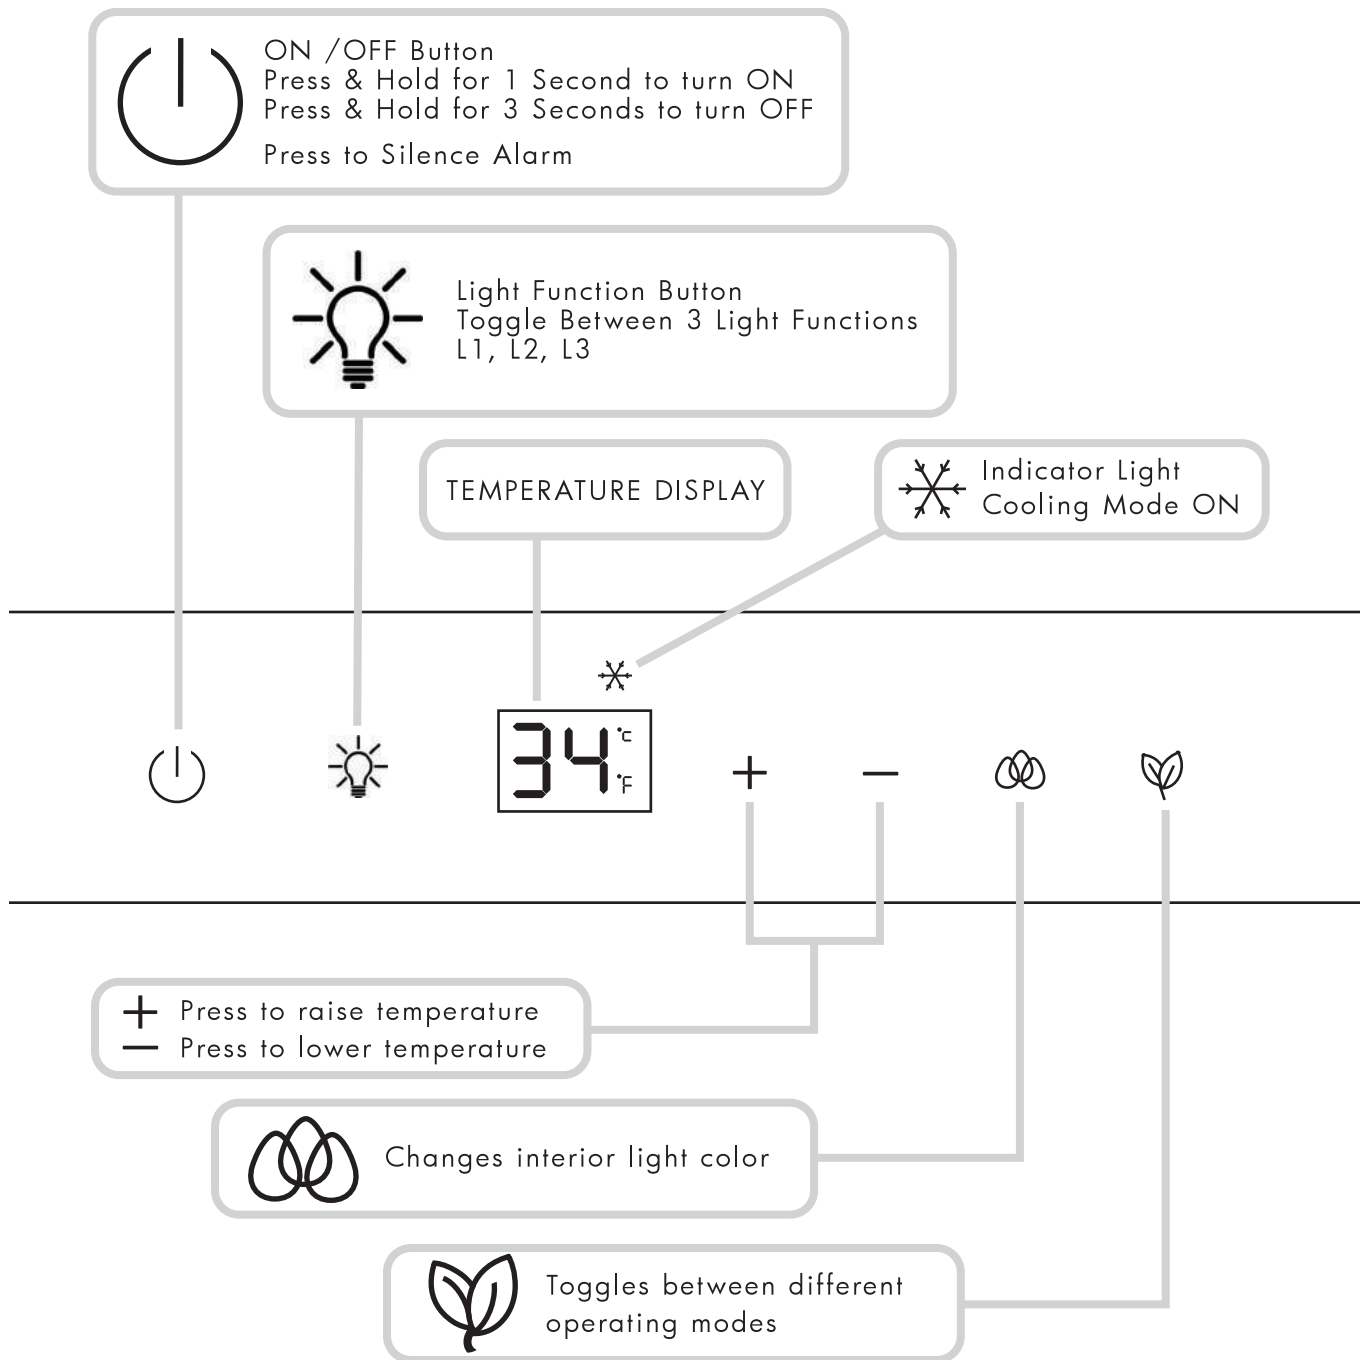 ON /OFF Button
Press & Hold for 1 Second to turn ON
Press & Hold for 3 Seconds to turn OFF
Press to Silence Alarm
Light Function Button
Toggle Between 3 Light Functions
L1, L2, L3
TEMPERATURE DISPLAY
Indicator Light
Cooling Mode ON
34 °C
°F
+ −
+ Press to raise temperature
− Press to lower temperature
Changes interior light color
Toggles between different
operating modes